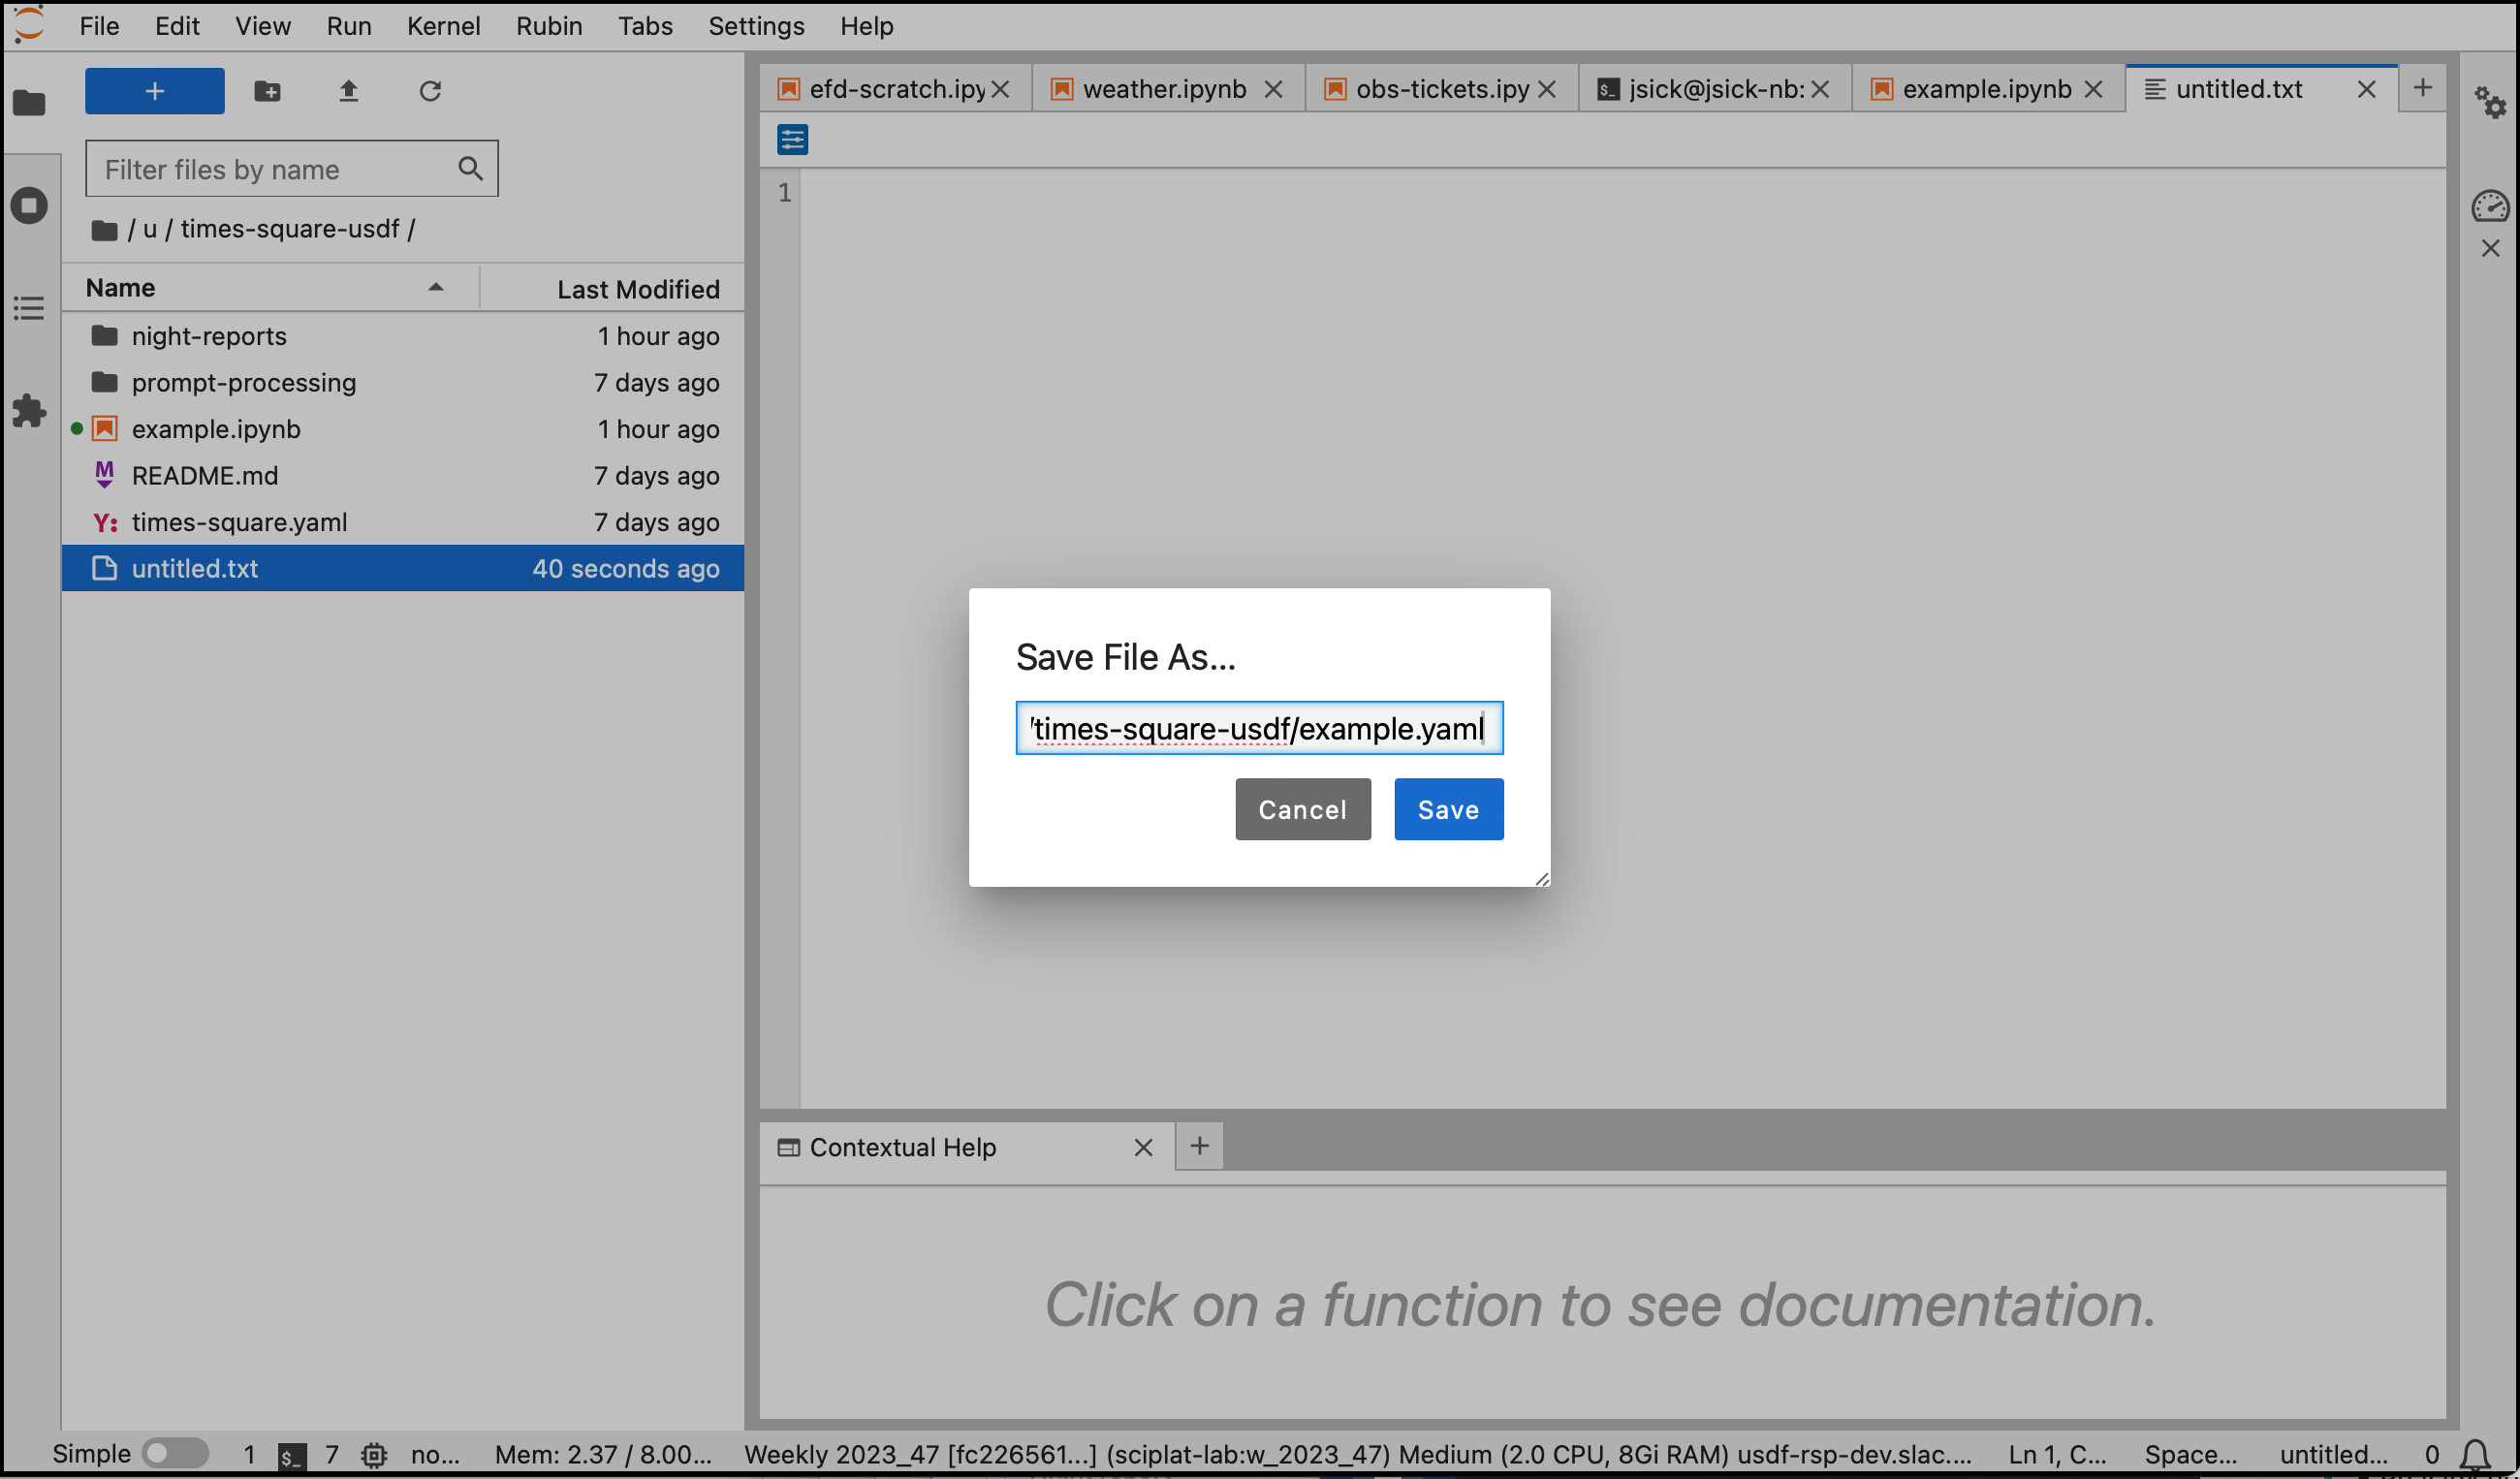 File Edit View Run Kernel Rubin Tabs Settings Help
efd-scratch.ipy
weather.ipynb
obs-tickets.ipy
jsick@jsick-nb:
example.ipynb
untitled.txt
Filter files by name
/ u / times-square-usdf /
1
Name Last Modified
night-reports 1 hour ago
prompt-processing 7 days ago
example.ipynb 1 hour ago
README.md 7 days ago
times-square.yaml 7 days ago
untitled.txt 40 seconds ago
Save File As...
/times-square-usdf/example.yaml
Cancel Save
Contextual Help
Click on a function to see documentation.
Simple 1 $_ 7 no... Mem: 2.37 / 8.00... Weekly 2023_47 [fc226561...] (sciplat-lab:w_2023_47) Medium (2.0 CPU, 8Gi RAM) usdf-rsp-dev.slac.... Ln 1, C... Space... untitled... 0